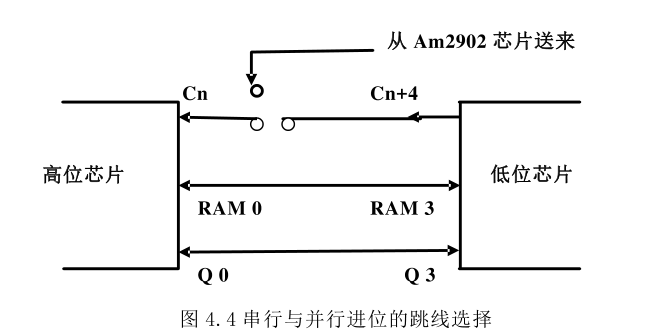 从 Am2902 芯片送来
Cn Cn+4
高位芯片 低位芯片
RAM 0 RAM 3
Q 0 Q 3
图 4.4 串行与并行进位的跳线选择